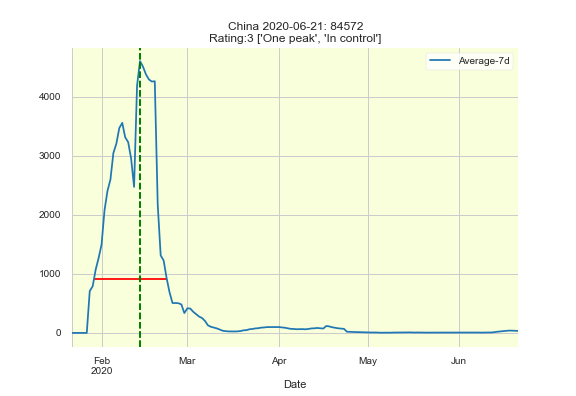 China 2020-06-21: 84572
Rating:3 ['One peak', 'In control']
Average-7d
4000
3000
2000
1000
0
Feb
2020
Mar
Apr
May
Jun
Date